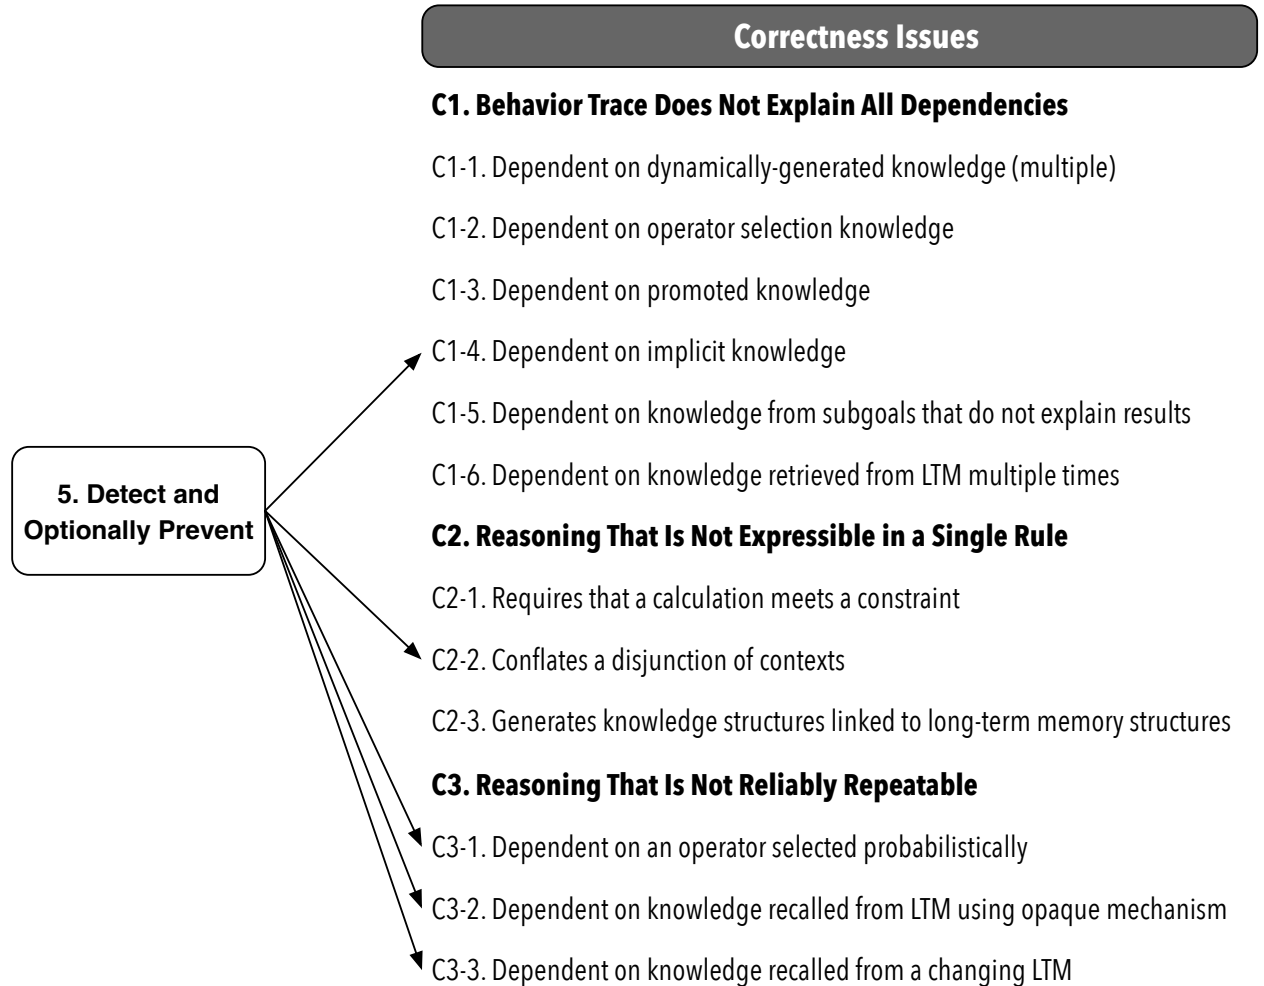 Correctness Issues
C1. Behavior Trace Does Not Explain All Dependencies
C1-1. Dependent on dynamically-generated knowledge (multiple)
C1-2. Dependent on operator selection knowledge
C1-3. Dependent on promoted knowledge
C1-4. Dependent on implicit knowledge
C1-5. Dependent on knowledge from subgoals that do not explain results
C1-6. Dependent on knowledge retrieved from LTM multiple times
5. Detect and
Optionally Prevent
C2. Reasoning That Is Not Expressible in a Single Rule
C2-1. Requires that a calculation meets a constraint
C2-2. Conflates a disjunction of contexts
C2-3. Generates knowledge structures linked to long-term memory structures
C3. Reasoning That Is Not Reliably Repeatable
C3-1. Dependent on an operator selected probabilistically
C3-2. Dependent on knowledge recalled from LTM using opaque mechanism
C3-3. Dependent on knowledge recalled from a changing LTM